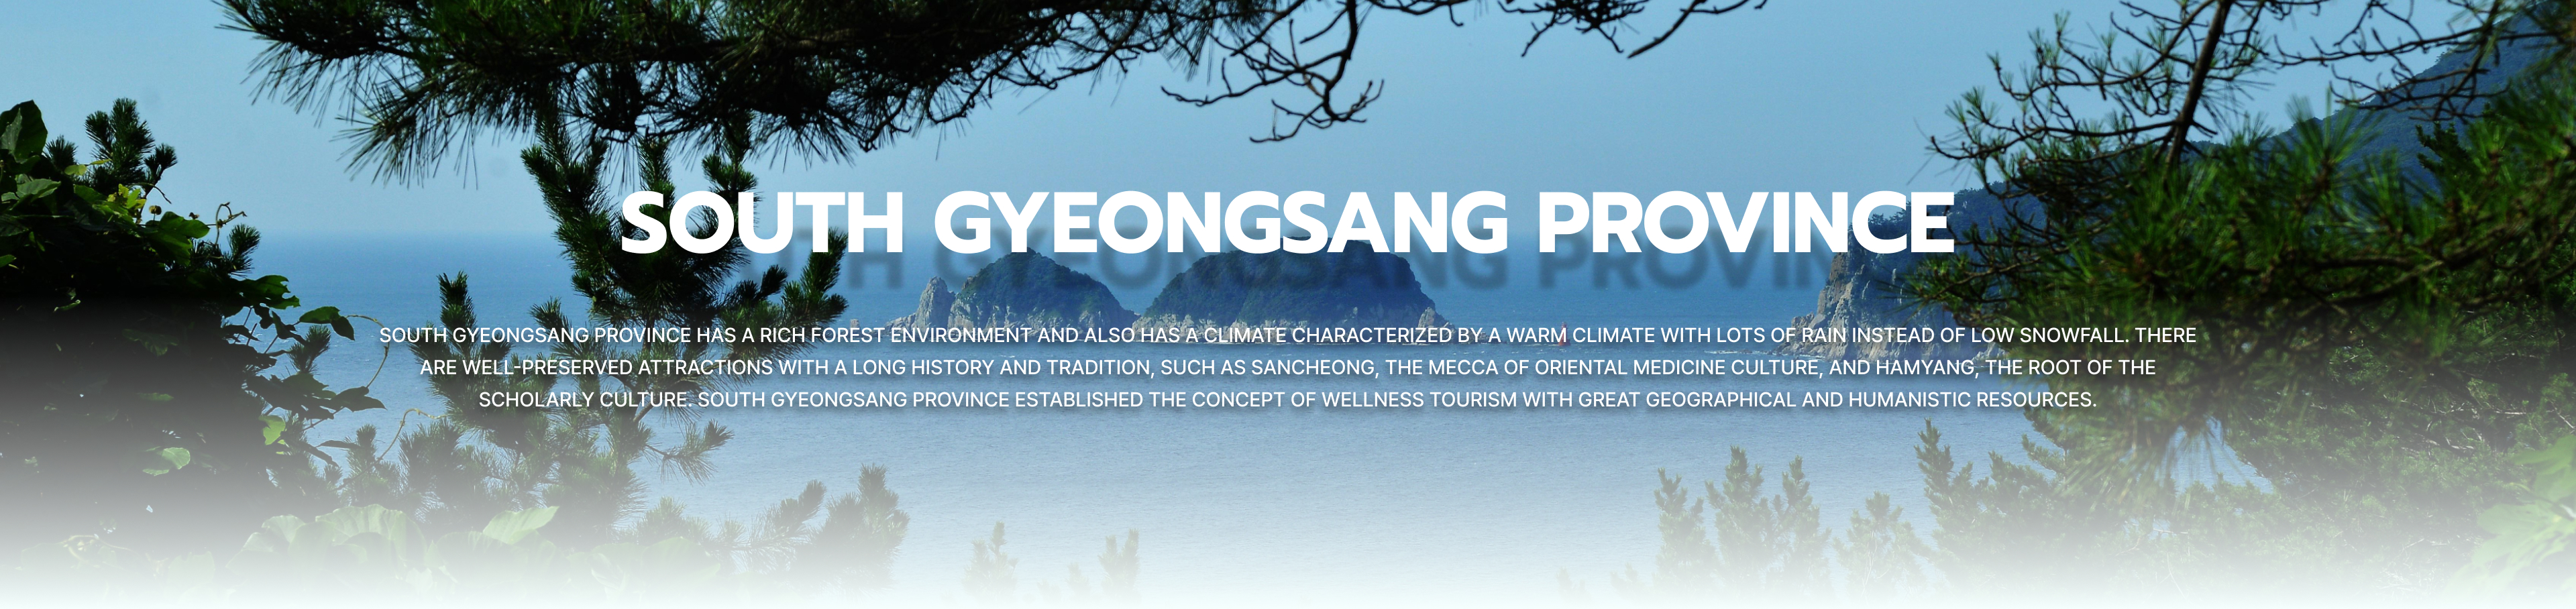 SOUTH GYEONGSANG PROVINCE
SOUTH GYEONGSANG PROVINCE HAS A RICH FOREST ENVIRONMENT AND ALSO HAS A CLIMATE CHARACTERIZED BY A WARM CLIMATE WITH LOTS OF RAIN INSTEAD OF LOW SNOWFALL. THERE
ARE WELL-PRESERVED ATTRACTIONS WITH A LONG HISTORY AND TRADITION, SUCH AS SANCHEONG, THE MECCA OF ORIENTAL MEDICINE CULTURE, AND HAMYANG, THE ROOT OF THE
SCHOLARLY CULTURE. SOUTH GYEONGSANG PROVINCE ESTABLISHED THE CONCEPT OF WELLNESS TOURISM WITH GREAT GEOGRAPHICAL AND HUMANISTIC RESOURCES.